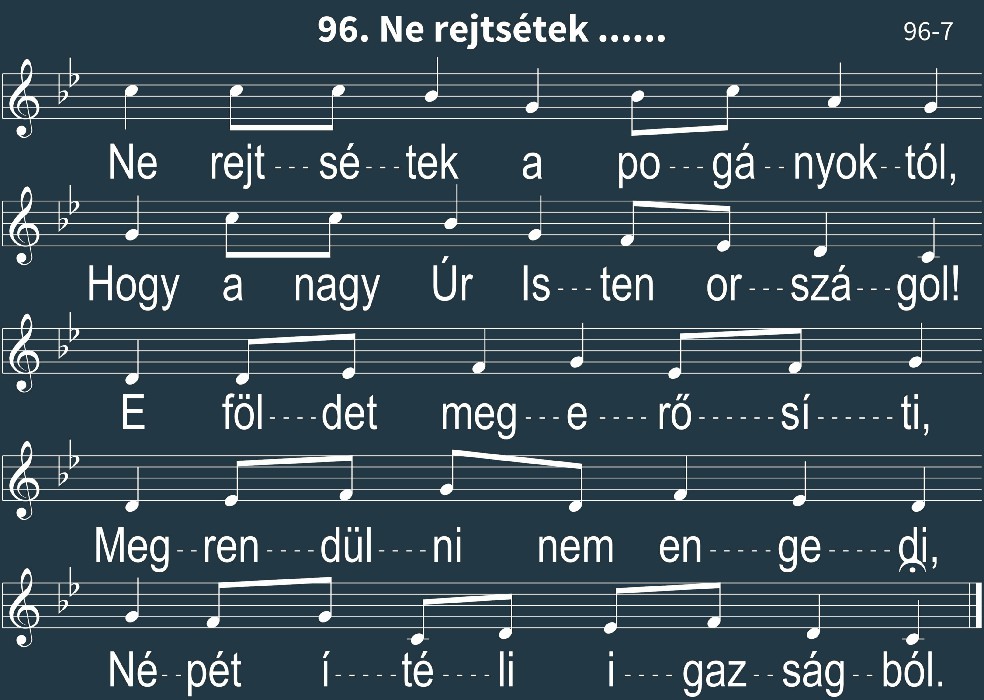 96. Ne rejtsétek ......
96-7
Ne rejt---sé---tek a po---gá--nyok--tól,
Hogy a nagy Úr Is---ten or---szá---gol!
E föl----det meg---e----rő------sí------ti,
Meg--ren----dül----ni nem en-----ge-----di,
Né--pét í-----té---li i----gaz--ság--ból.